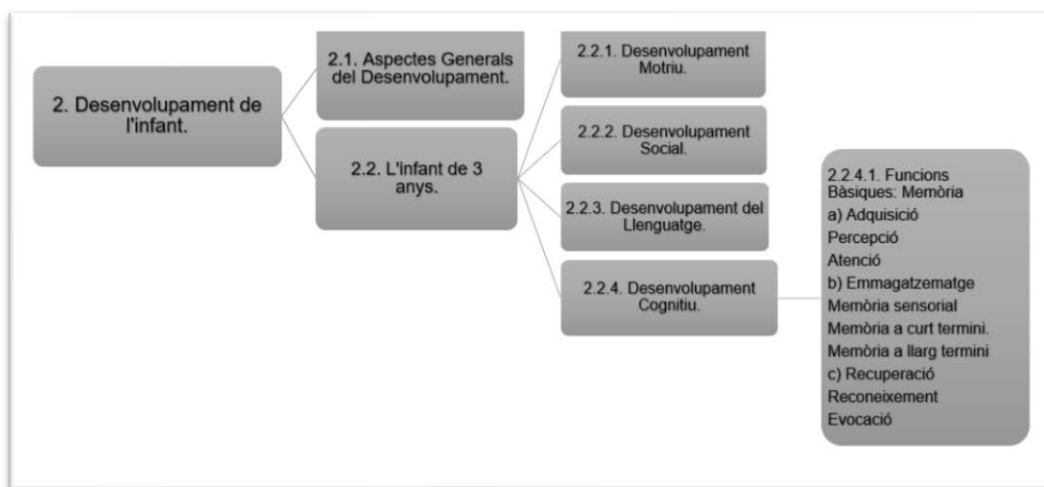 2. Desenvolupament de
l'infant.
2.1. Aspectes Generals
del Desenvolupament.
2.2. L'infant de 3
anys.
2.2.1. Desenvolupament
Motriu.
2.2.2. Desenvolupament
Social.
2.2.3. Desenvolupament del
Llenguatge.
2.2.4. Desenvolupament
Cognitiu.
2.2.4.1. Funcions
Bàsiques: Memòria
a) Adquisició
Percepció
Atenció
b) Emmagatzematge
Memòria sensorial
Memòria a curt termini.
Memòria a llarg termini
c) Recuperació
Reconeixement
Evocació